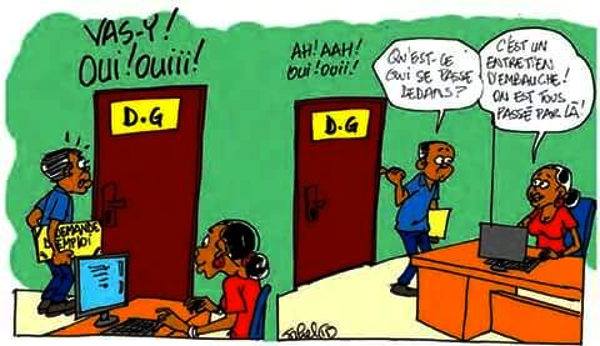 VAS-Y!
OUI! OUIII!
D.G
DEMANDE
D'EMPLOI
AH! AAH!
OUI! OUII!
D.G
QU'EST-CE
QUI SE PASSE
DEDANS?
C'EST UN
ENTRETIEN
D'EMBAUCHE!
ON EST TOUS
PASSÉ PAR LÀ!